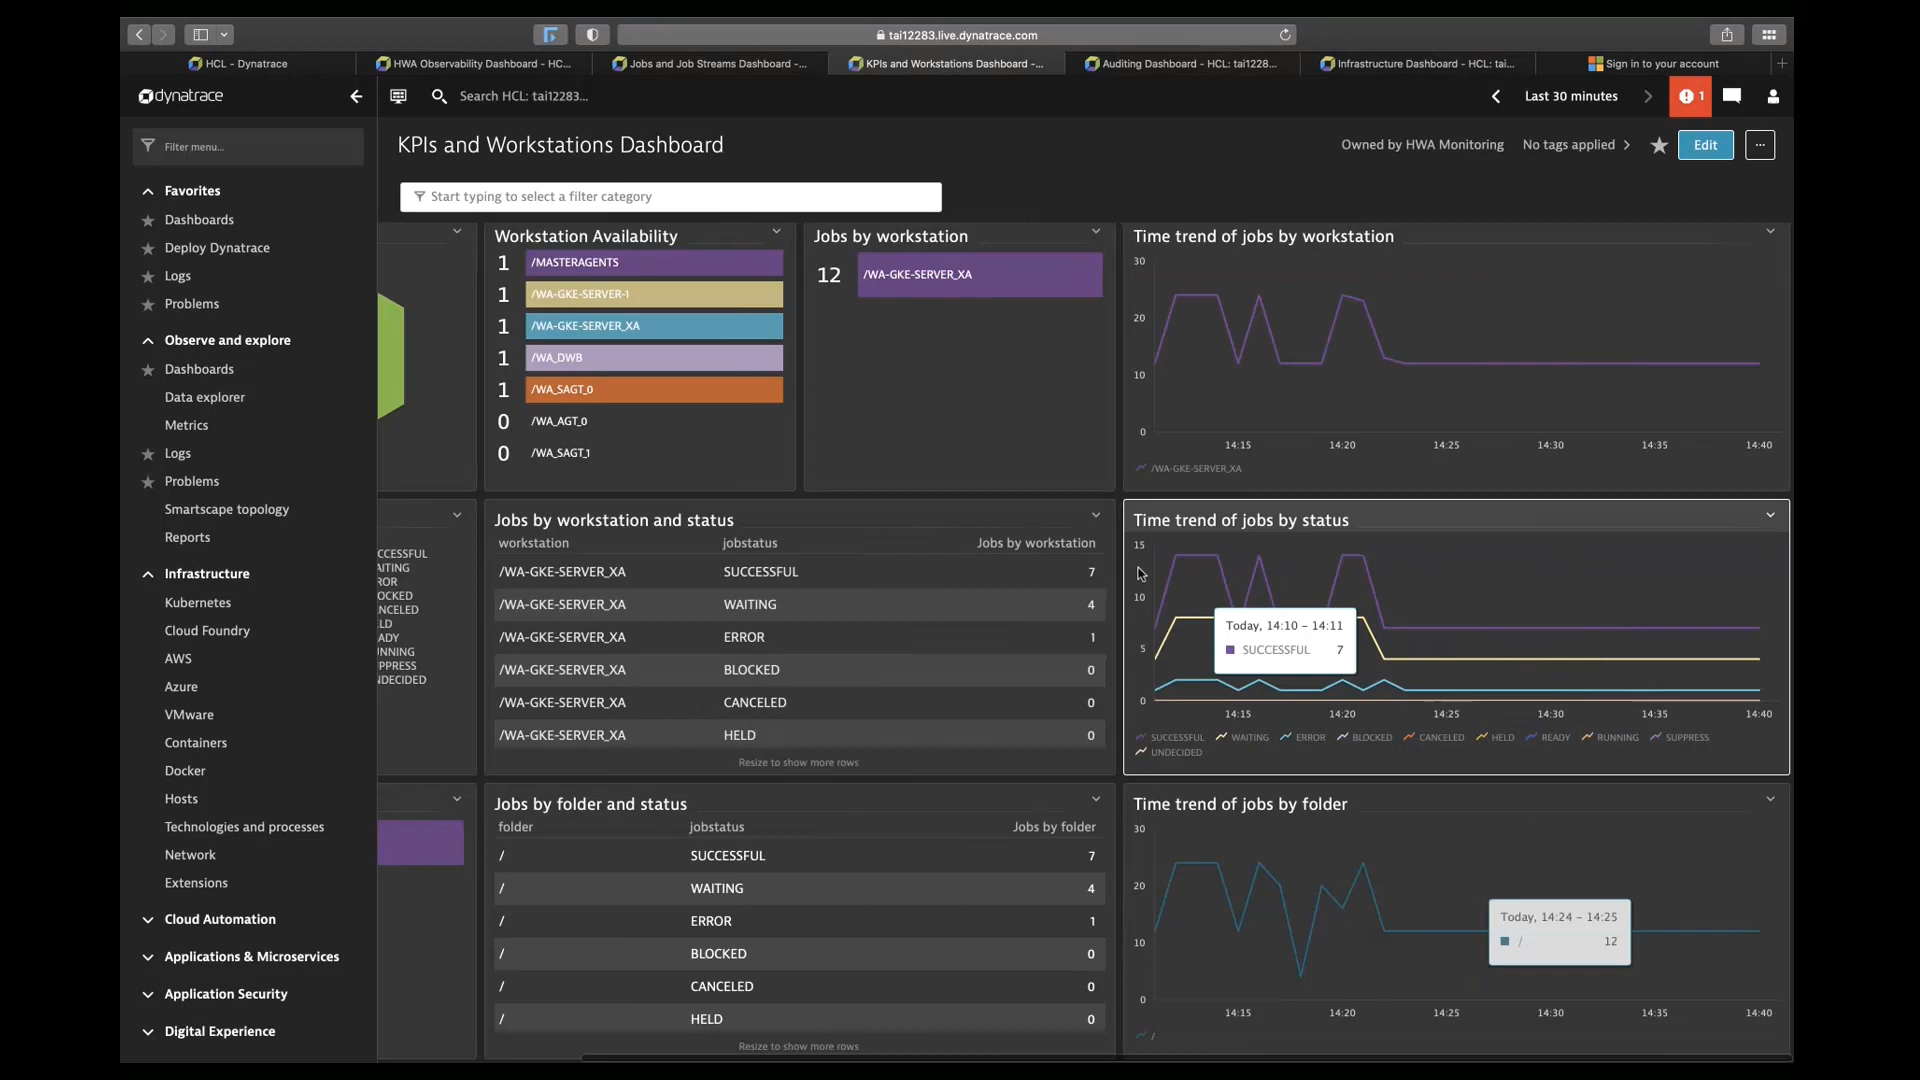 tai12283.live.dynatrace.com
HCL - Dynatrace
HWA Observability Dashboard - HC...
Jobs and Job Streams Dashboard -...
KPIs and Workstations Dashboard -...
Auditing Dashboard - HCL: tai1228...
Infrastructure Dashboard - HCL: tai...
Sign in to your account
dynatrace
Search HCL: tai12283...
Last 30 minutes
1
Filter menu...
KPIs and Workstations Dashboard
Owned by HWA Monitoring
No tags applied
Edit
...
Start typing to select a filter category
Favorites
Dashboards
Deploy Dynatrace
Logs
Problems
Observe and explore
Dashboards
Data explorer
Metrics
Logs
Problems
Smartscape topology
Reports
Infrastructure
Kubernetes
Cloud Foundry
AWS
Azure
VMware
Containers
Docker
Hosts
Technologies and processes
Network
Extensions
Cloud Automation
Applications & Microservices
Application Security
Digital Experience
CCESSFUL
AITING
ROR
OCKED
NCELED
LD
ADY
NNING
PPRESS
NDECIDED
Workstation Availability
1 /MASTERAGENTS
1 /WA-GKE-SERVER-1
1 /WA-GKE-SERVER_XA
1 /WA_DWB
1 /WA_SAGT_0
0 /WA_AGT_0
0 /WA_SAGT_1
Jobs by workstation
12 /WA-GKE-SERVER_XA
Time trend of jobs by workstation
30
20
10
0
14:15 14:20 14:25 14:30 14:35 14:40
/WA-GKE-SERVER_XA
Jobs by workstation and status
workstation jobstatus Jobs by workstation
/WA-GKE-SERVER_XA SUCCESSFUL 7
/WA-GKE-SERVER_XA WAITING 4
/WA-GKE-SERVER_XA ERROR 1
/WA-GKE-SERVER_XA BLOCKED 0
/WA-GKE-SERVER_XA CANCELED 0
/WA-GKE-SERVER_XA HELD 0
Resize to show more rows
Time trend of jobs by status
15
10
5
0
Today, 14:10 - 14:11
SUCCESSFUL 7
14:15 14:20 14:25 14:30 14:35 14:40
SUCCESSFUL WAITING ERROR BLOCKED CANCELED HELD READY RUNNING SUPPRESS
UNDECIDED
Jobs by folder and status
folder jobstatus Jobs by folder
/ SUCCESSFUL 7
/ WAITING 4
/ ERROR 1
/ BLOCKED 0
/ CANCELED 0
/ HELD 0
Resize to show more rows
Time trend of jobs by folder
30
20
10
0
Today, 14:24 - 14:25
/ 12
14:15 14:20 14:25 14:30 14:35 14:40
/